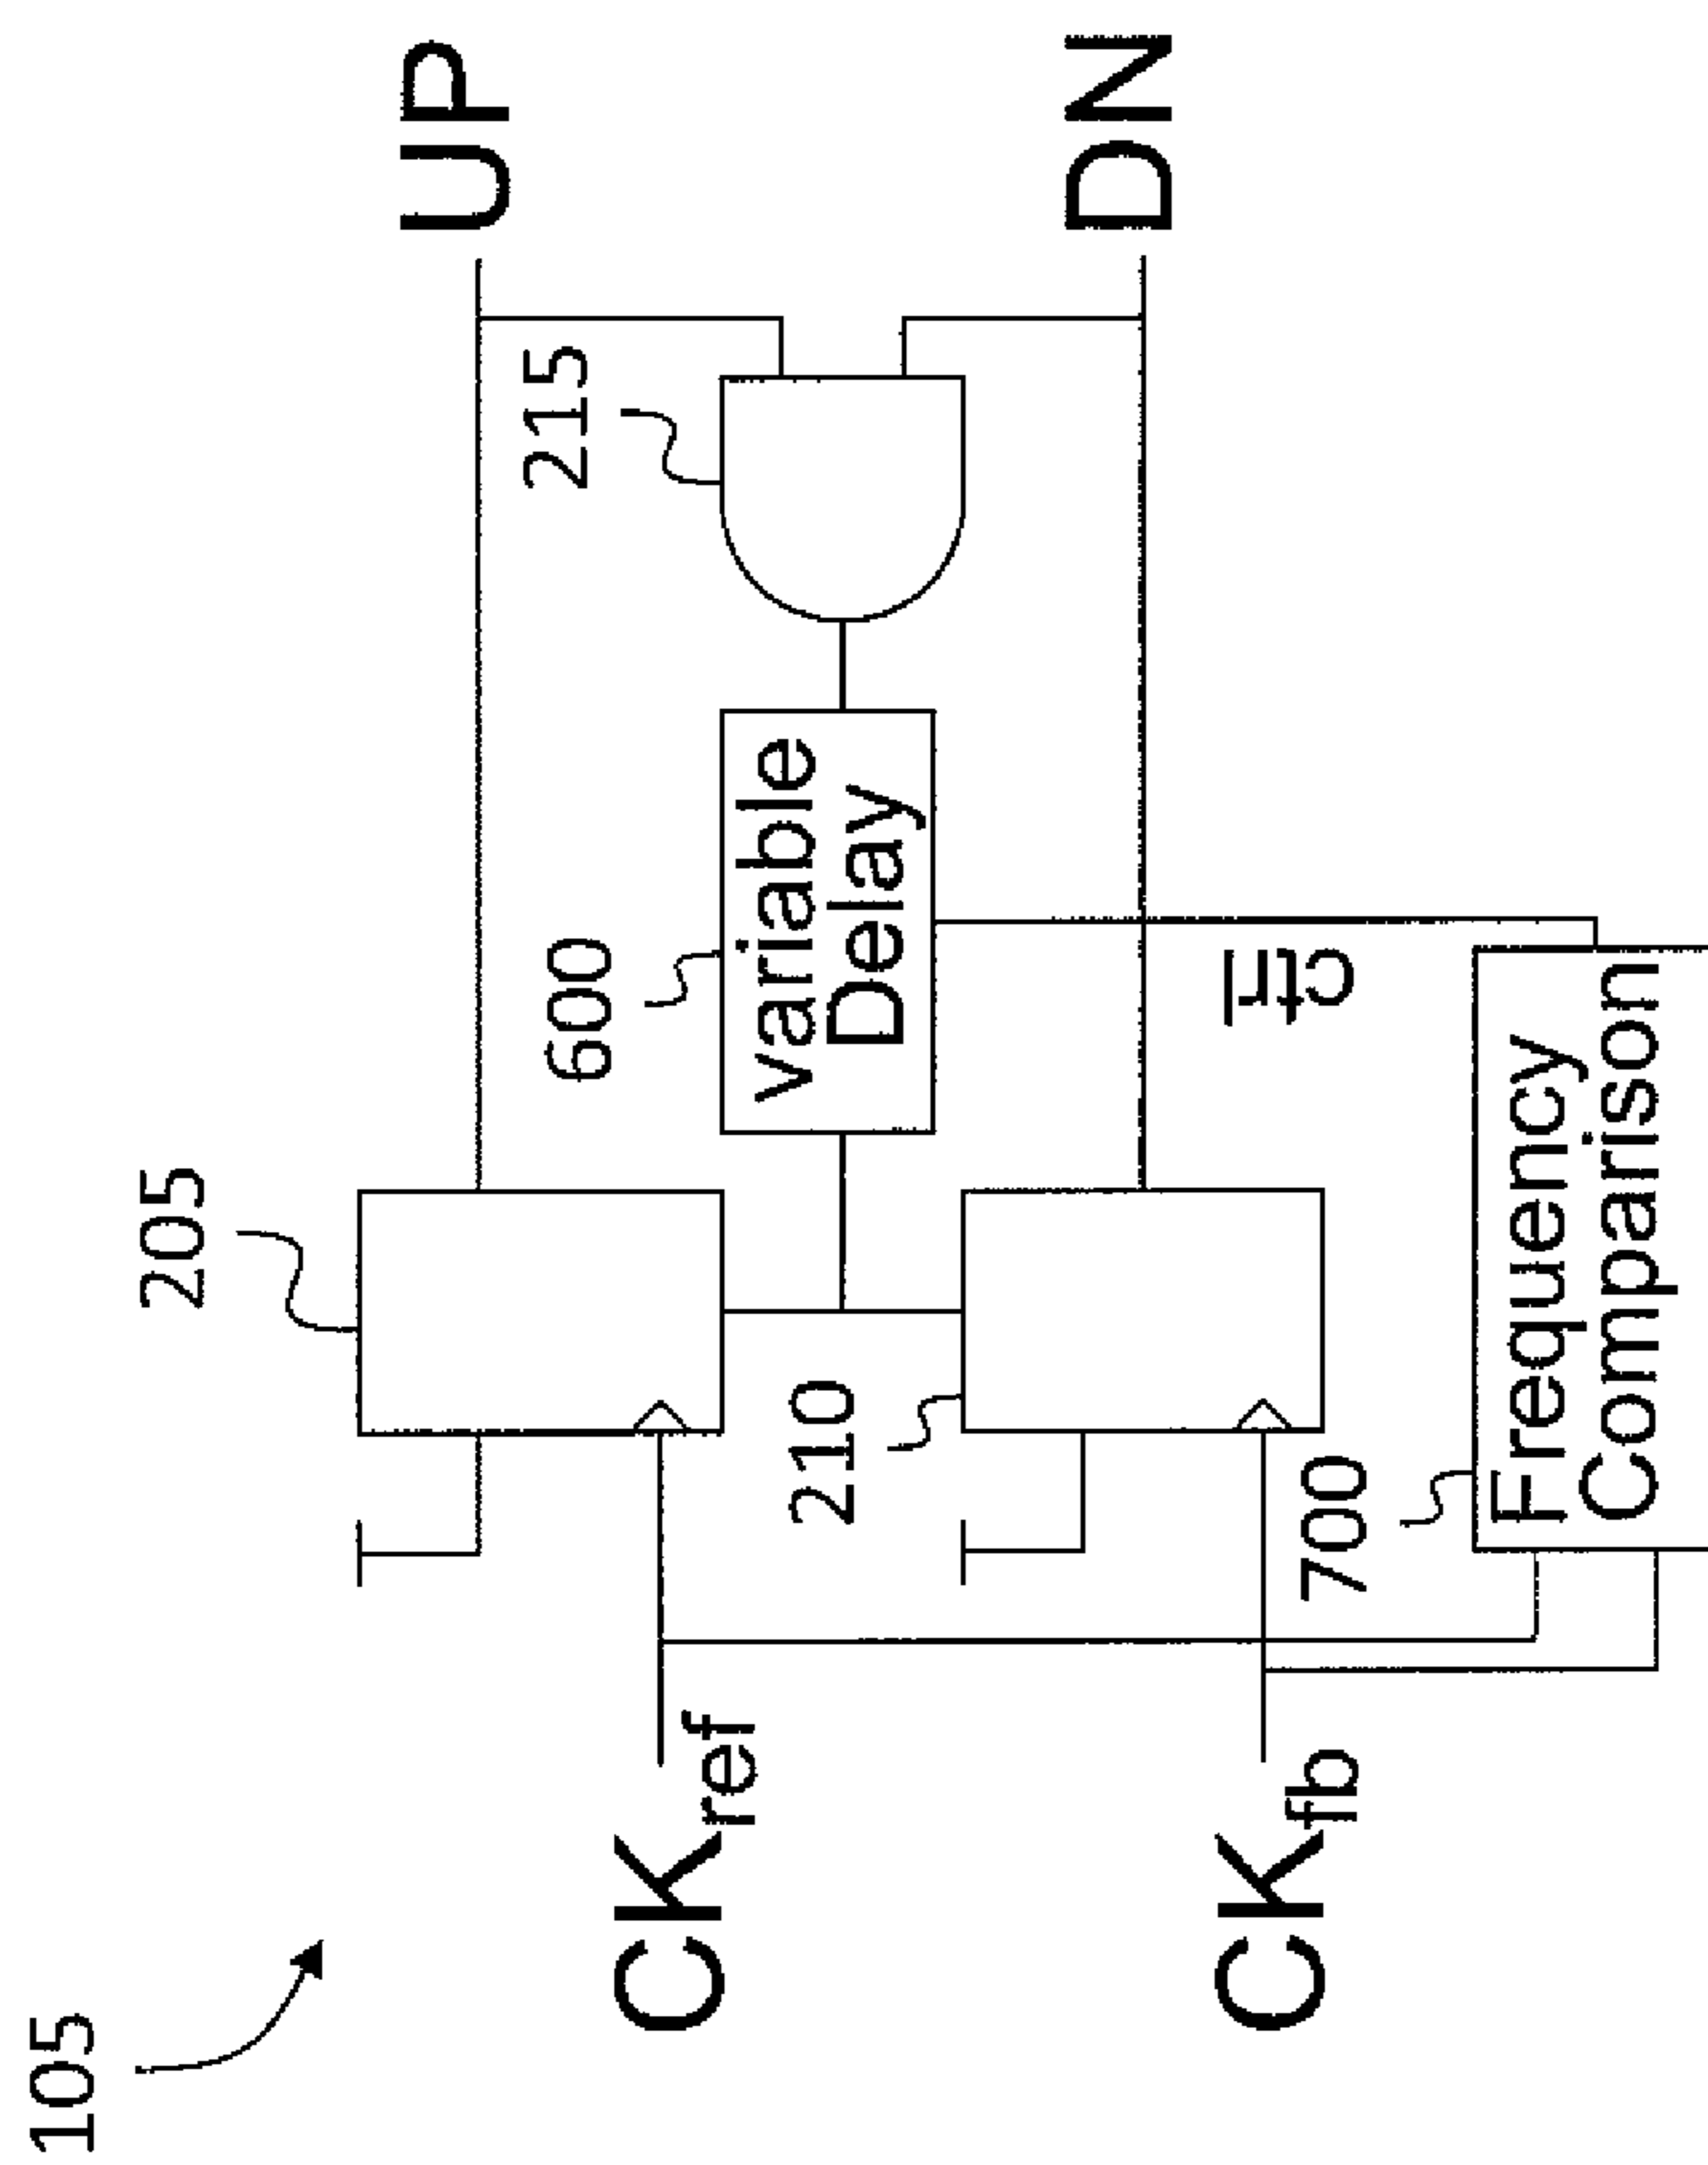 105
205
UP
600
215
variable
Delay
CKref
210
ctrl
DN
CKfb
700
Frequency
Comparison